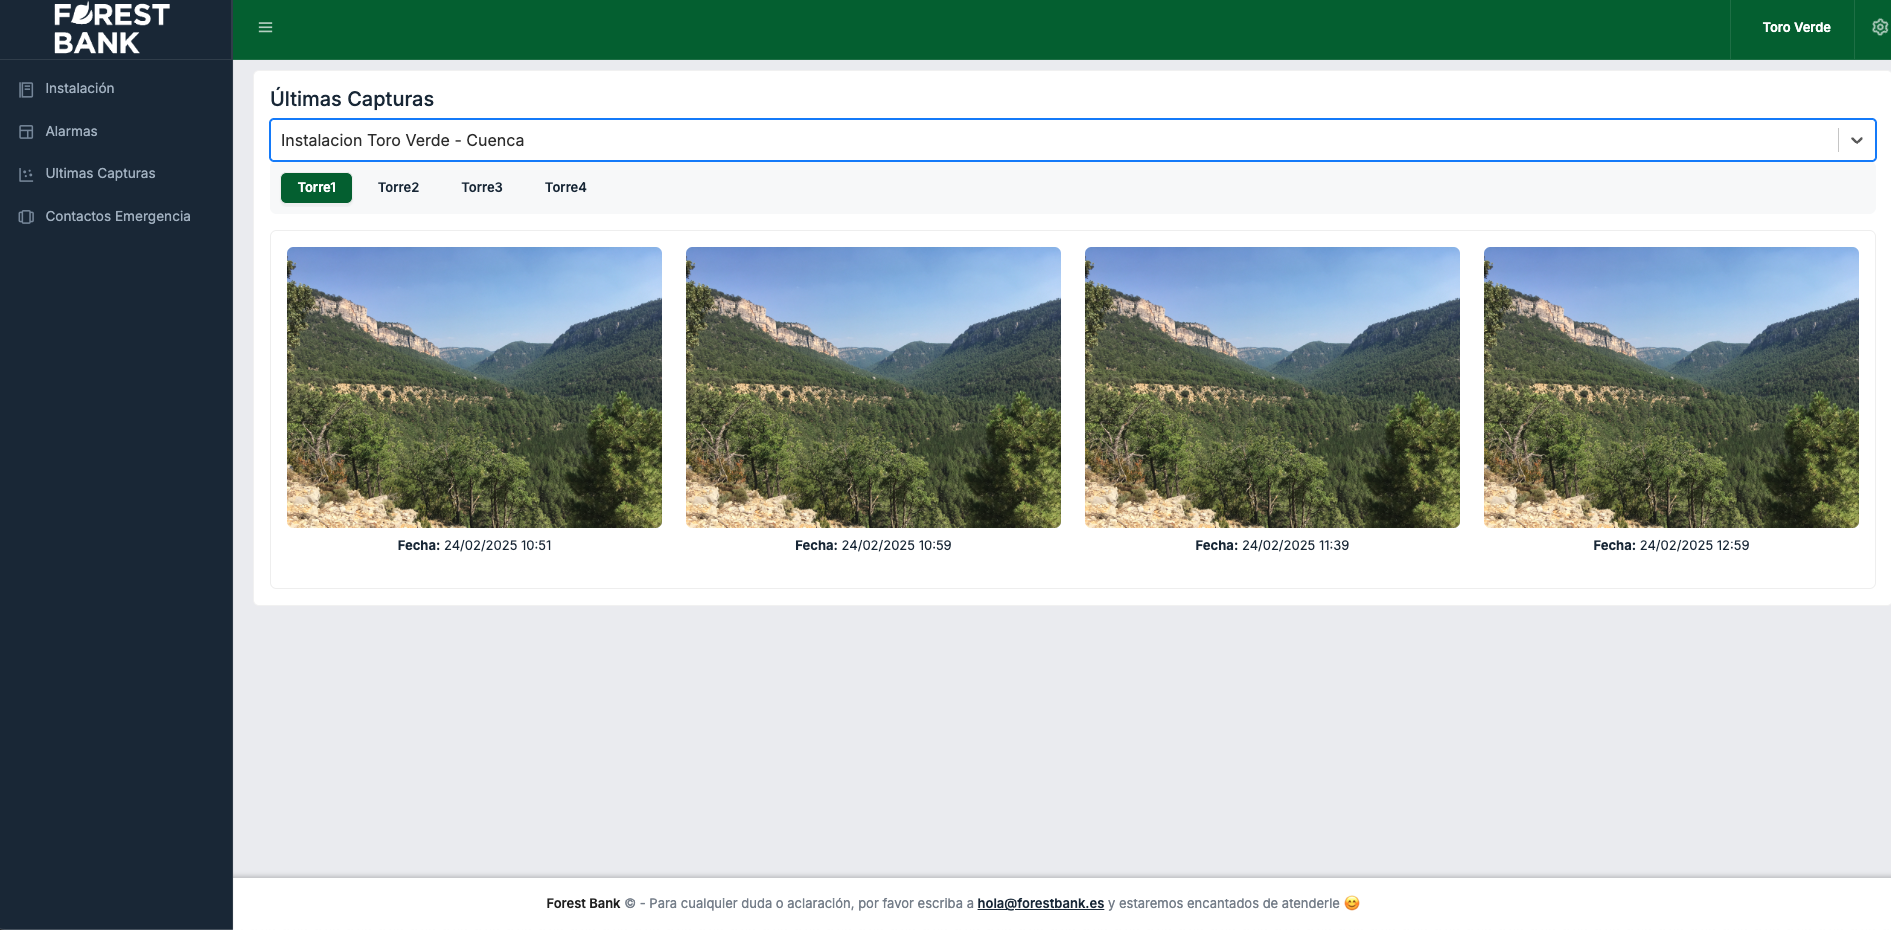 FOREST
BANK
Toro Verde
Instalación
Alarmas
Ultimas Capturas
Contactos Emergencia
Últimas Capturas
Instalacion Toro Verde - Cuenca
Torre1 Torre2 Torre3 Torre4
Fecha: 24/02/2025 10:51
Fecha: 24/02/2025 10:59
Fecha: 24/02/2025 11:39
Fecha: 24/02/2025 12:59
Forest Bank © - Para cualquier duda o aclaración, por favor escriba a hola@forestbank.es y estaremos encantados de atenderle 😊